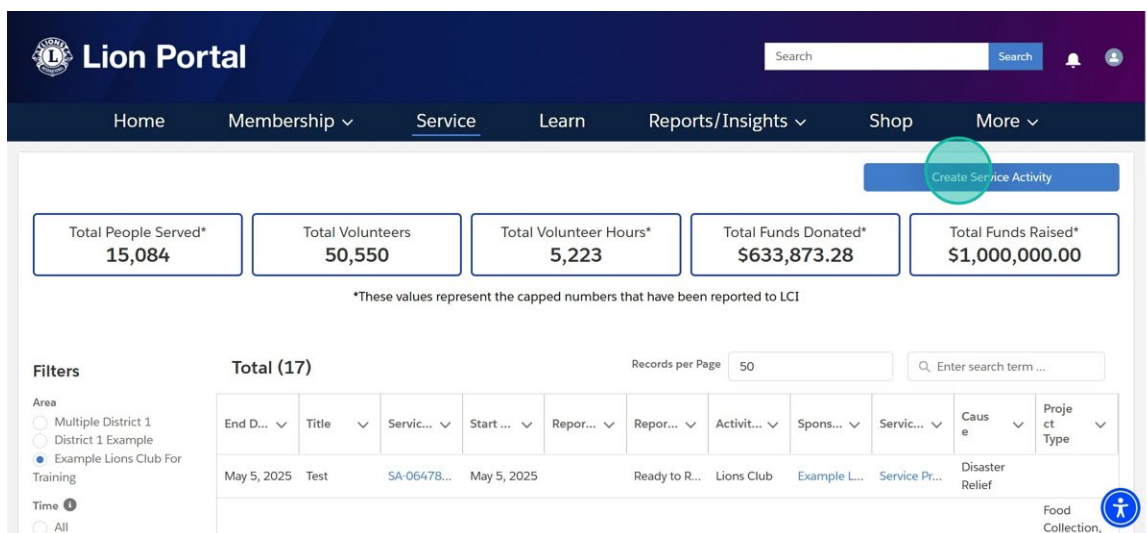 Lion Portal
Search Search
Home Membership Service Learn Reports/Insights Shop More
Create Service Activity
Total People Served* Total Volunteers Total Volunteer Hours* Total Funds Donated* Total Funds Raised*
15,084 50,550 5,223 $633,873.28 $1,000,000.00
*These values represent the capped numbers that have been reported to LCI
Filters Total (17) Records per Page 50 Enter search term ...
Area
Multiple District 1
District 1 Example
Example Lions Club For
Training
Time
All
End D... Title Servic... Start ... Repor... Repor... Activit... Spons... Servic... Caus
e Proje
ct
Type
May 5, 2025 Test SA-06478... May 5, 2025 Ready to R... Lions Club Example L... Service Pr... Disaster
Relief
Food
Collection,